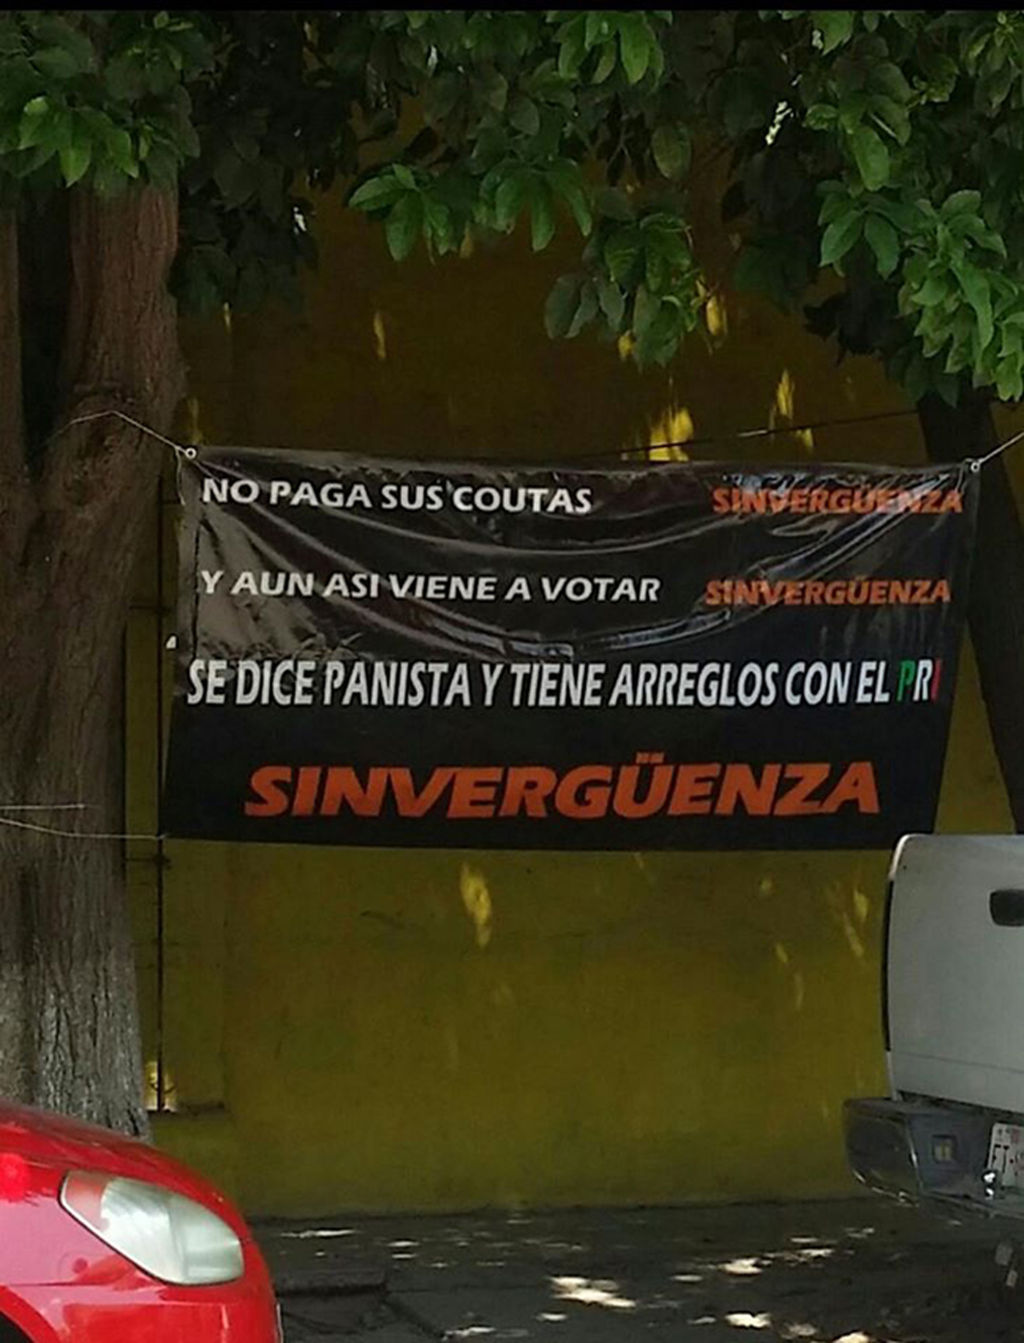 NO PAGA SUS COUTAS SINVERGÜENZA
Y AUN ASI VIENE A VOTAR SINVERGÜENZA
SE DICE PANISTA Y TIENE ARREGLOS CON EL PRI
SINVERGÜENZA